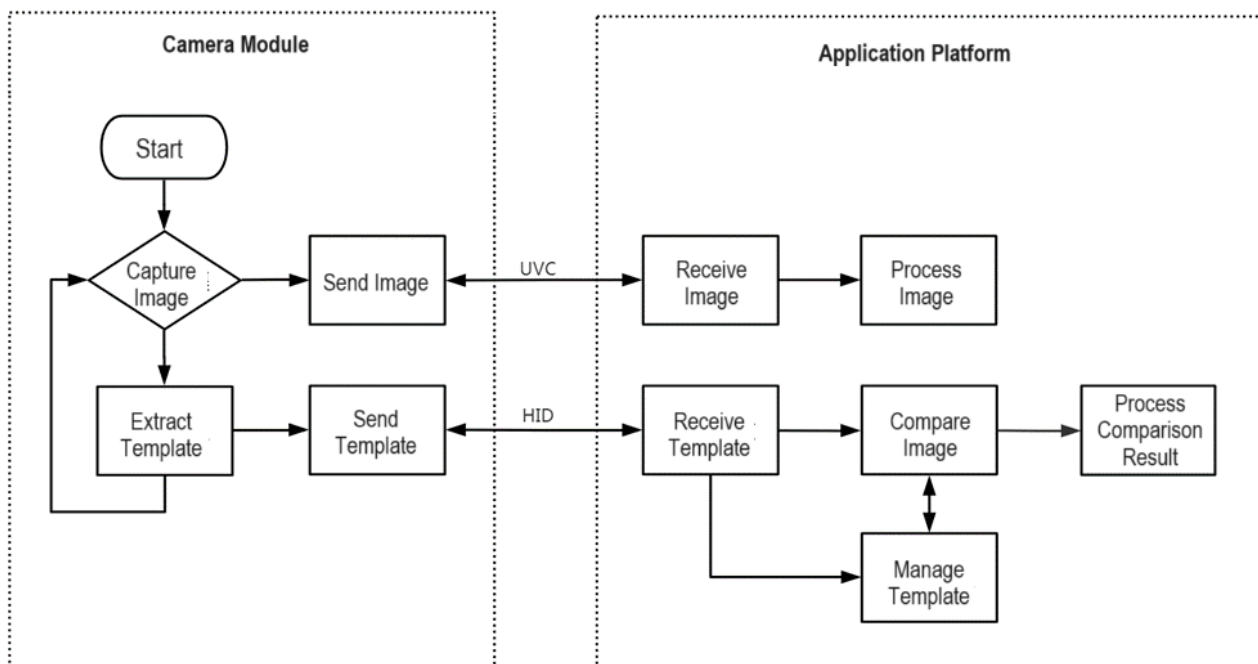 Camera Module
Application Platform
Start
Capture
Image
Send Image
UVC
Receive
Image
Process
Image
Extract
Template
Send
Template
HID
Receive
Template
Compare
Image
Process
Comparison
Result
Manage
Template